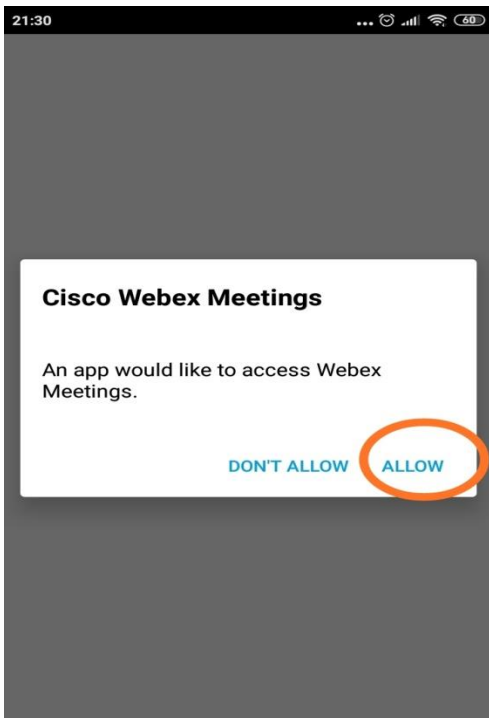 21:30 ... 60
Cisco Webex Meetings
An app would like to access Webex
Meetings.
DON'T ALLOW ALLOW